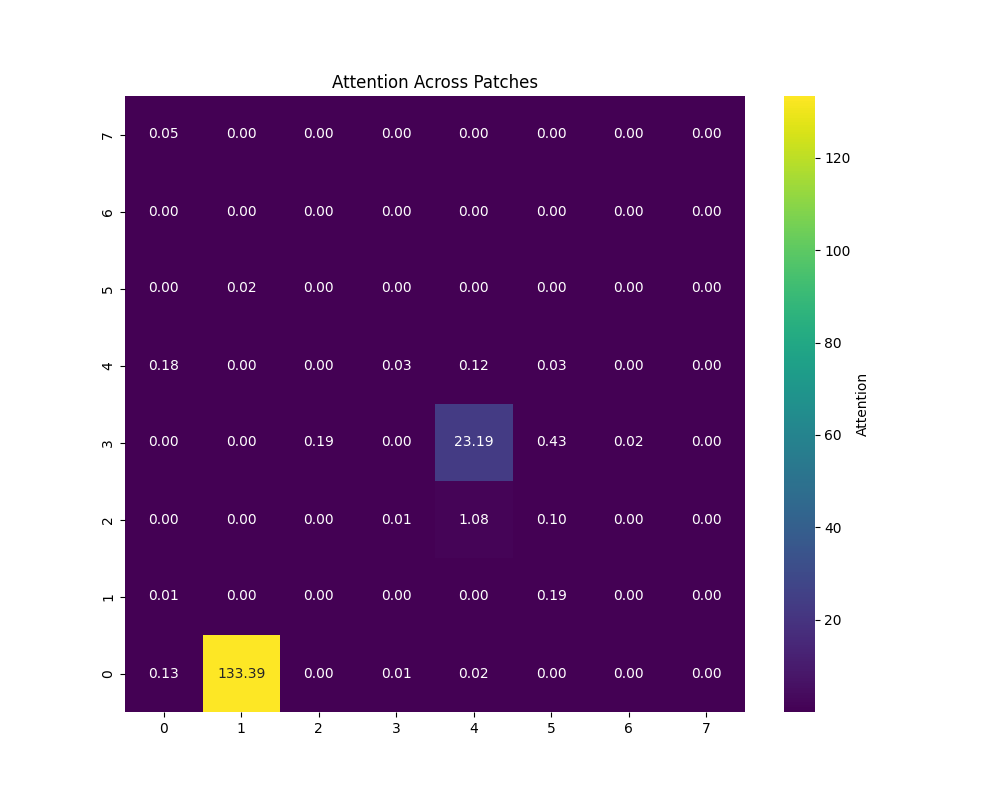 Attention Across Patches
7 0.05 0.00 0.00 0.00 0.00 0.00 0.00 0.00
6 0.00 0.00 0.00 0.00 0.00 0.00 0.00 0.00
5 0.00 0.02 0.00 0.00 0.00 0.00 0.00 0.00
4 0.18 0.00 0.00 0.03 0.12 0.03 0.00 0.00
3 0.00 0.00 0.19 0.00 23.19 0.43 0.02 0.00
2 0.00 0.00 0.00 0.01 1.08 0.10 0.00 0.00
1 0.01 0.00 0.00 0.00 0.00 0.19 0.00 0.00
0 0.13 133.39 0.00 0.01 0.02 0.00 0.00 0.00
0 1 2 3 4 5 6 7
120
100
80
60
40
20
Attention